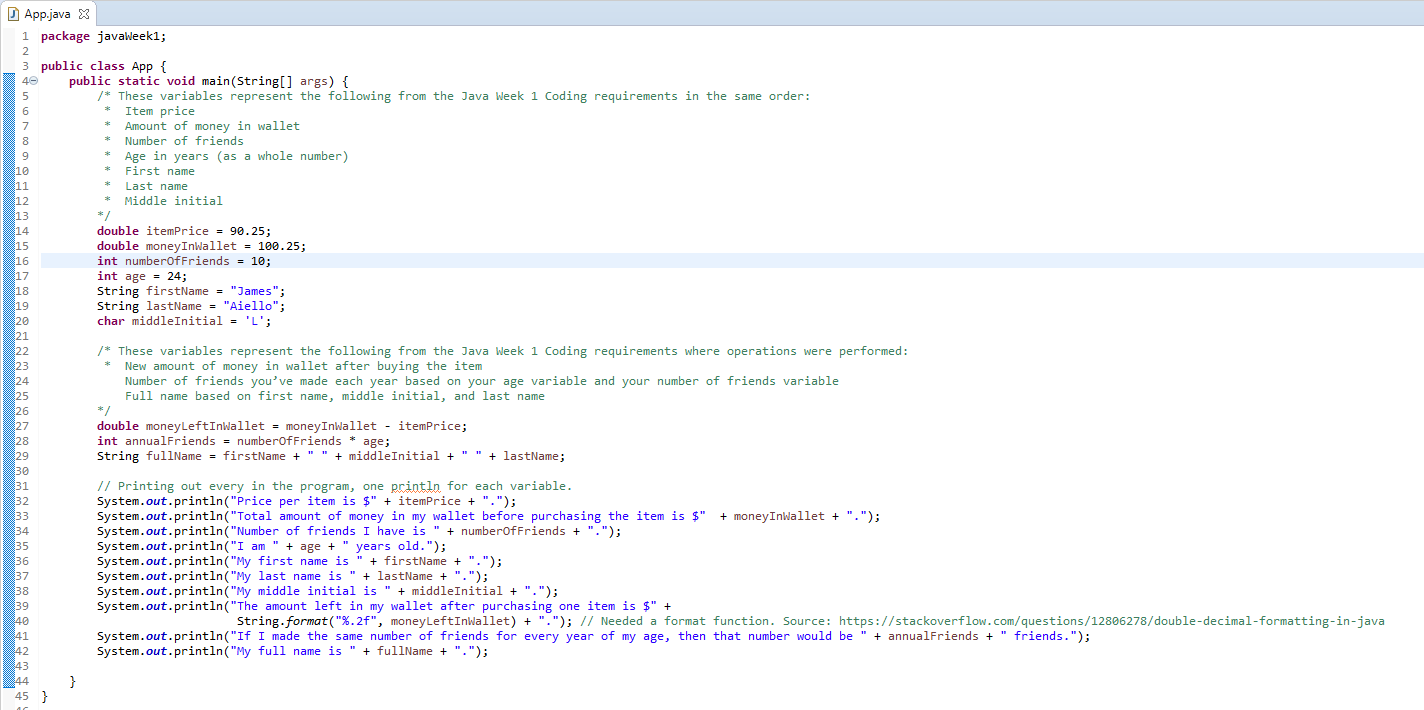 App.java
1 package javaWeek1;
2
3 public class App {
4 public static void main(String[] args) {
5 /* These variables represent the following from the Java Week 1 Coding requirements in the same order:
6 * Item price
7 * Amount of money in wallet
8 * Number of friends
9 * Age in years (as a whole number)
10 * First name
11 * Last name
12 * Middle initial
13 */
14 double itemPrice = 90.25;
15 double moneyInWallet = 100.25;
16 int numberOfFriends = 10;
17 int age = 24;
18 String firstName = "James";
19 String lastName = "Aiello";
20 char middleInitial = 'L';
21
22 /* These variables represent the following from the Java Week 1 Coding requirements where operations were performed:
23 * New amount of money in wallet after buying the item
24 Number of friends you’ve made each year based on your age variable and your number of friends variable
25 Full name based on first name, middle initial, and last name
26 */
27 double moneyLeftInWallet = moneyInWallet - itemPrice;
28 int annualFriends = numberOfFriends * age;
29 String fullName = firstName + " " + middleInitial + " " + lastName;
30
31 // Printing out every in the program, one println for each variable.
32 System.out.println("Price per item is $" + itemPrice + ".");
33 System.out.println("Total amount of money in my wallet before purchasing the item is $" + moneyInWallet + ".");
34 System.out.println("Number of friends I have is " + numberOfFriends + ".");
35 System.out.println("I am " + age + " years old.");
36 System.out.println("My first name is " + firstName + ".");
37 System.out.println("My last name is " + lastName + ".");
38 System.out.println("My middle initial is " + middleInitial + ".");
39 System.out.println("The amount left in my wallet after purchasing one item is $" +
40 String.format("%.2f", moneyLeftInWallet) + "."); // Needed a format function. Source: https://stackoverflow.com/questions/12806278/double-decimal-formatting-in-java
41 System.out.println("If I made the same number of friends for every year of my age, then that number would be " + annualFriends + " friends.");
42 System.out.println("My full name is " + fullName + ".");
43
44 }
45 }